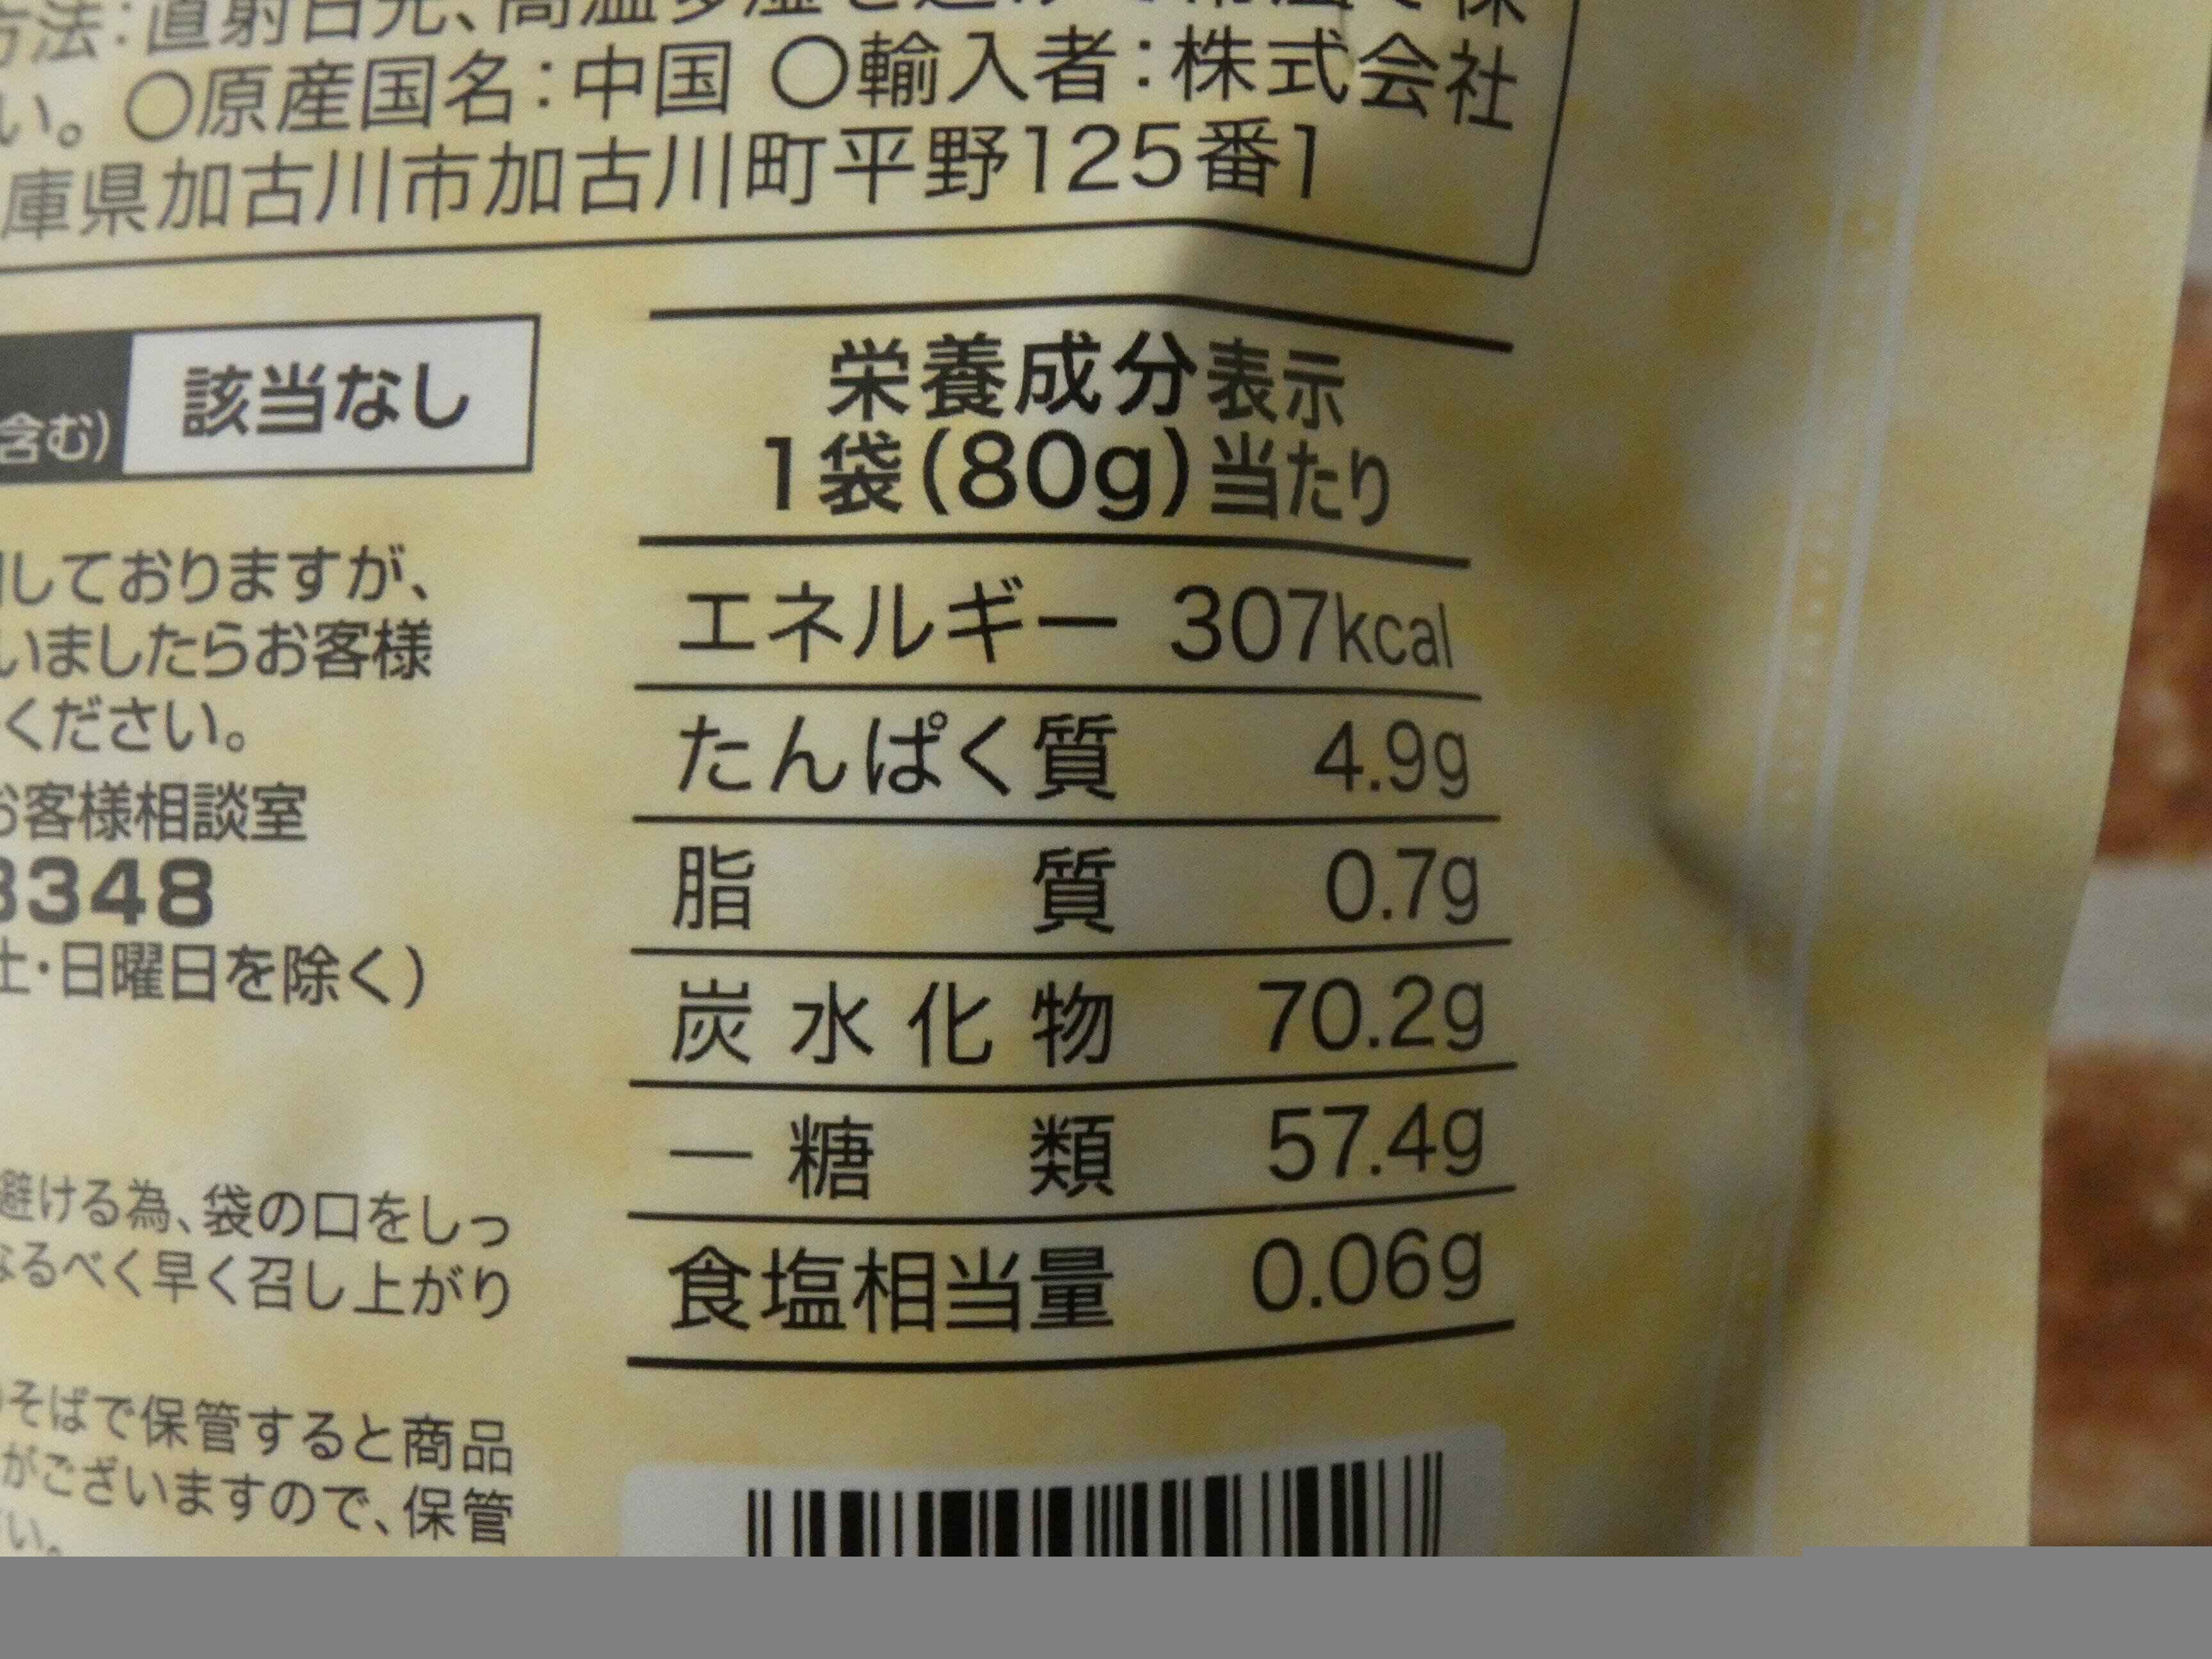 方法:直射日光、高温多湿を避け
い。〇原産国名:中国 〇輸入者:株式会社
庫県加古川市加古川町平野125番1
含む) 該当なし
しておりますが、
いましたらお客様
ください。
お客様相談室
3348
土・日曜日を除く)
避ける為、袋の口をしっ
なるべく早く召し上がり
そばで保管すると商品
がございますので、保管
い。
栄養成分表示
1袋(80g)当たり
エネルギー 307kcal
たんぱく質 4.9g
脂質 0.7g
炭水化物 70.2g
―糖類 57.4g
食塩相当量 0.06g